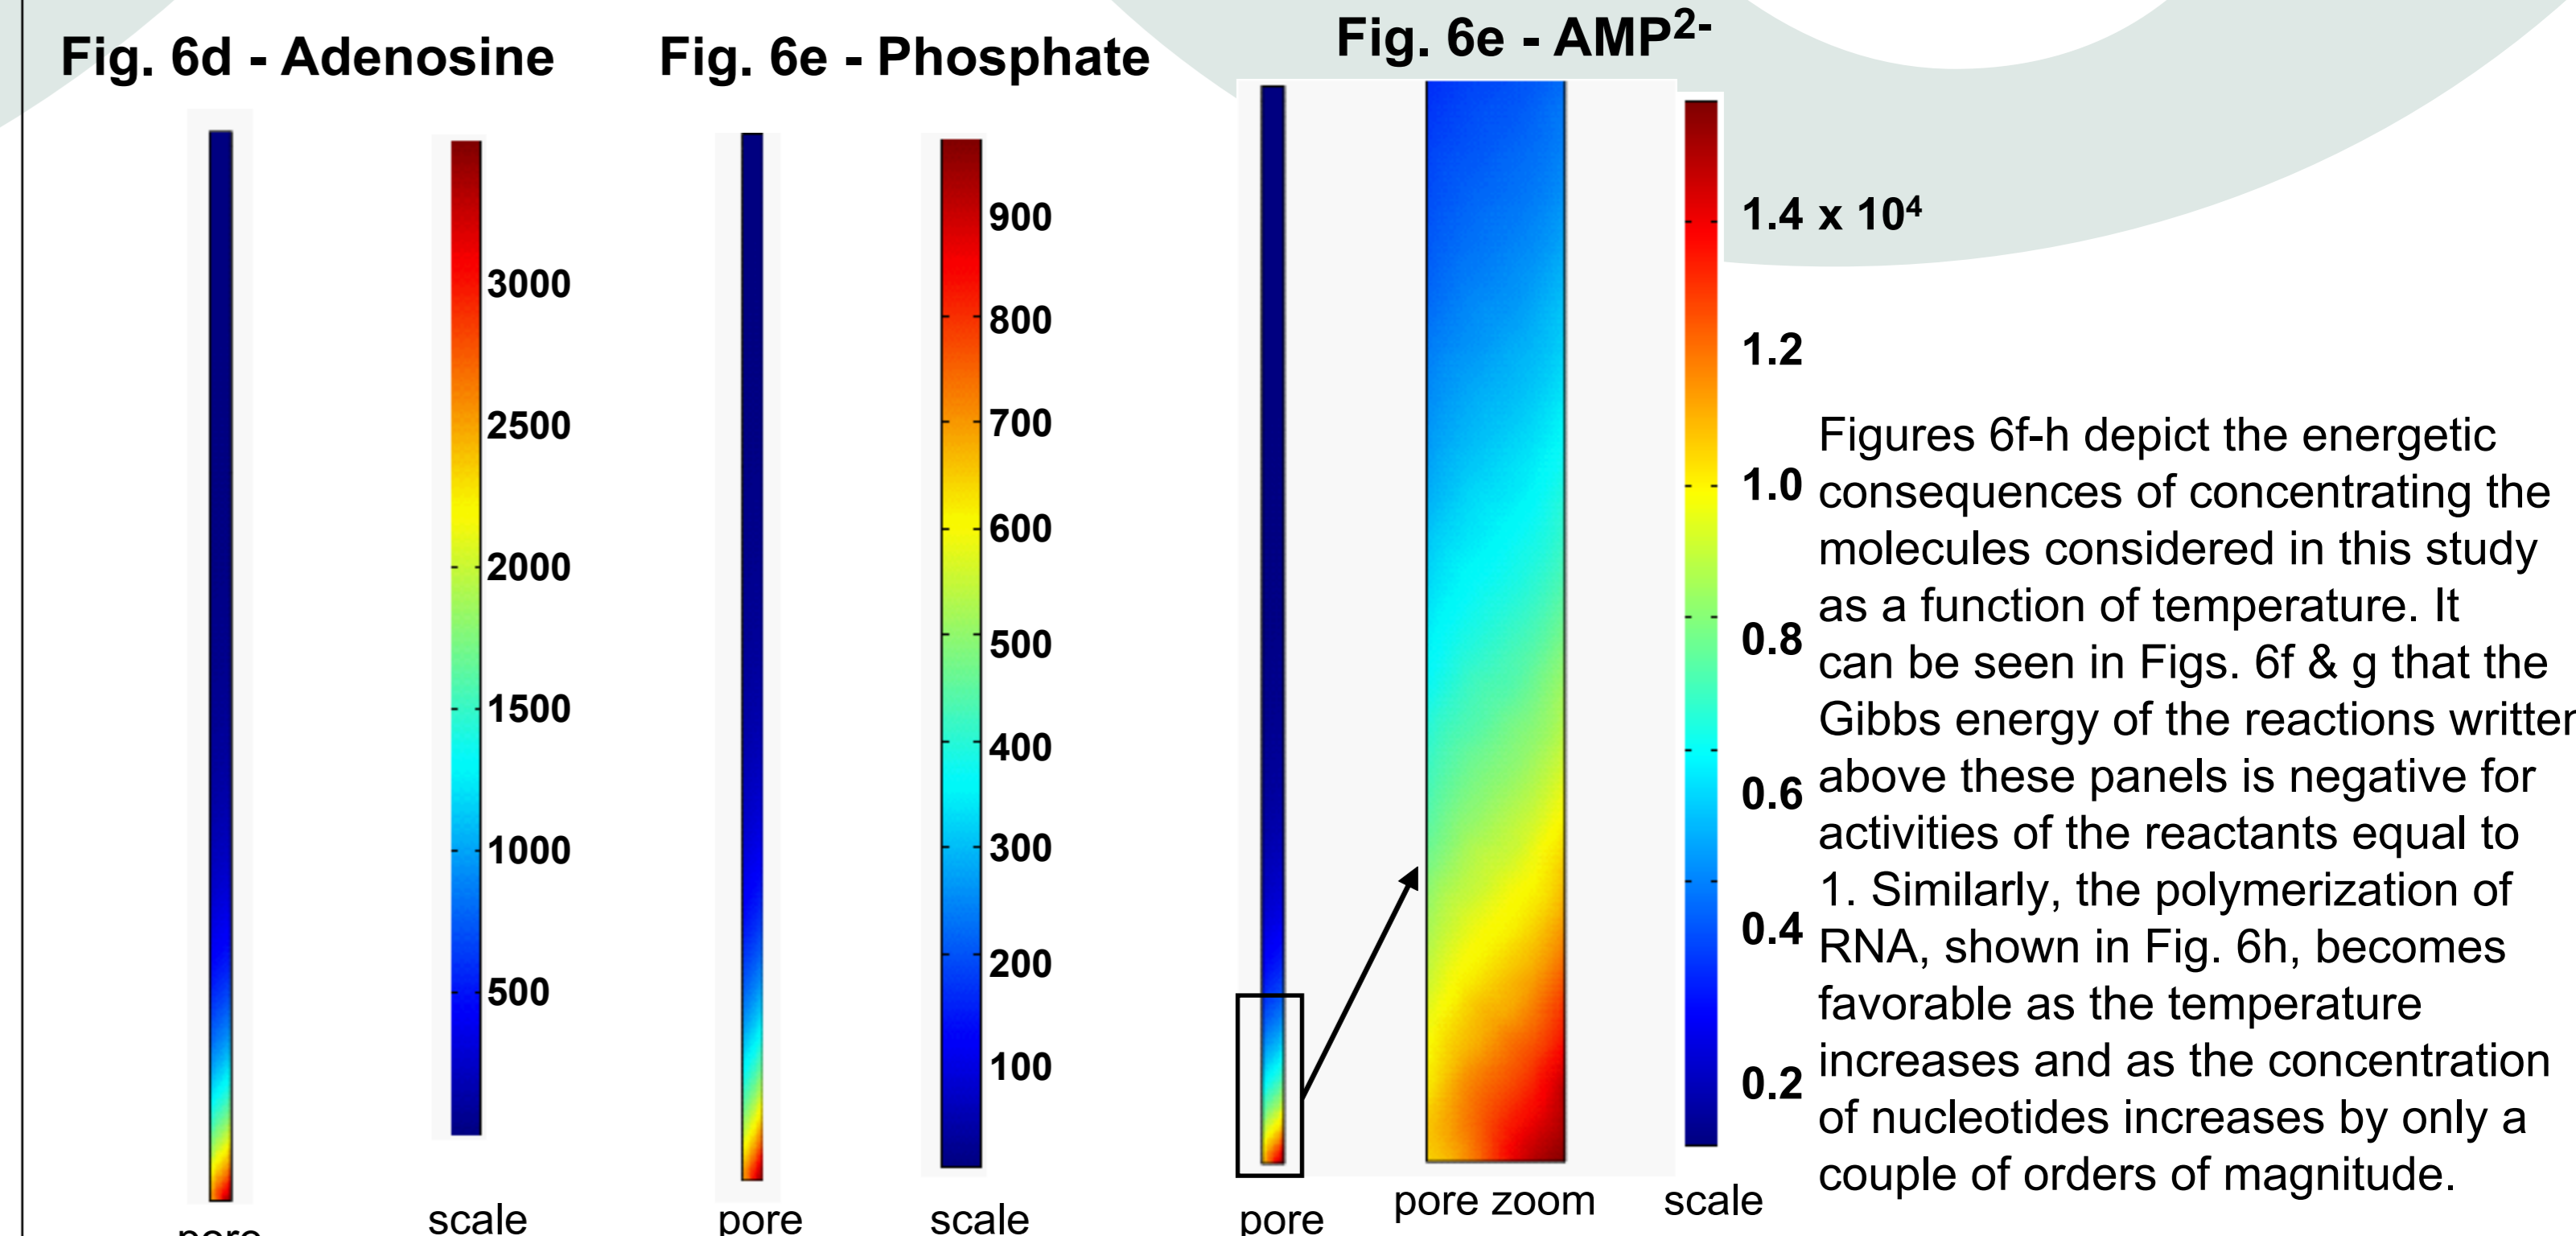 Fig. 6d - Adenosine
3000
2500
2000
1500
1000
500
pore
scale
Fig. 6e - Phosphate
900
800
700
600
500
400
300
200
100
pore
scale
Fig. 6e - AMP2-
1.4 x 10⁴
1.2
1.0
0.8
0.6
0.4
0.2
pore
pore zoom
scale
Figures 6f-h depict the energetic
consequences of concentrating the
molecules considered in this study
as a function of temperature. It
can be seen in Figs. 6f & g that the
Gibbs energy of the reactions written
above these panels is negative for
activities of the reactants equal to
1. Similarly, the polymerization of
RNA, shown in Fig. 6h, becomes
favorable as the temperature
increases and as the concentration
of nucleotides increases by only a
couple of orders of magnitude.